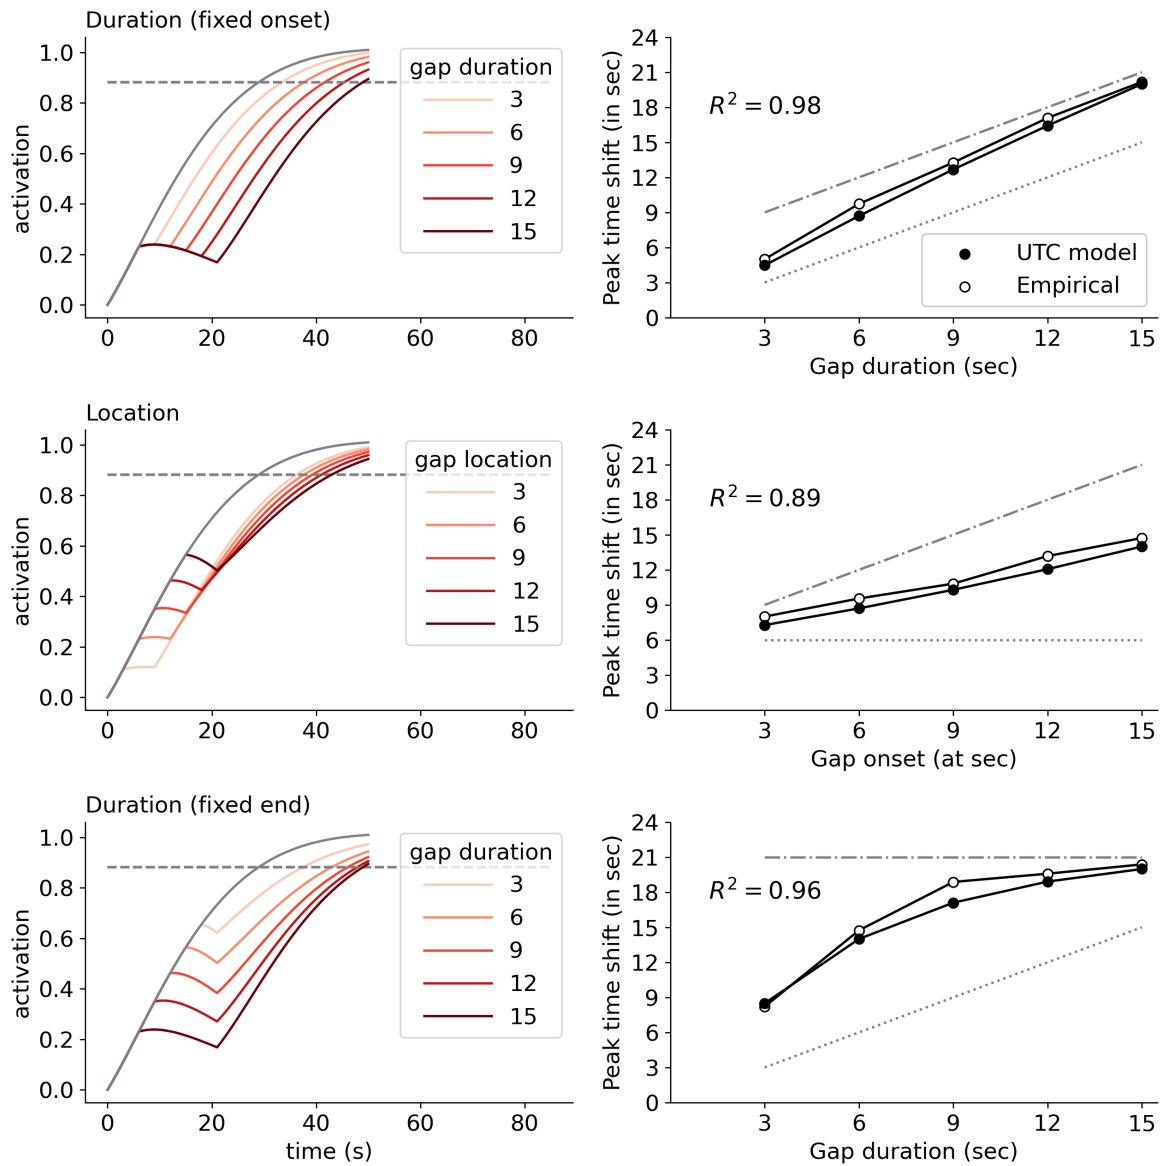 Duration (fixed onset)
activation
1.0
0.8
0.6
0.4
0.2
0.0
0 20 40 60 80
gap duration
3
6
9
12
15
Peak time shift (in sec)
24
21
18
15
12
9
6
3
0
R² = 0.98
UTC model
Empirical
3 6 9 12 15
Gap duration (sec)
Location
activation
1.0
0.8
0.6
0.4
0.2
0.0
0 20 40 60 80
gap location
3
6
9
12
15
Peak time shift (in sec)
24
21
18
15
12
9
6
3
0
R² = 0.89
3 6 9 12 15
Gap onset (at sec)
Duration (fixed end)
activation
1.0
0.8
0.6
0.4
0.2
0.0
0 20 40 60 80
time (s)
gap duration
3
6
9
12
15
Peak time shift (in sec)
24
21
18
15
12
9
6
3
0
R² = 0.96
3 6 9 12 15
Gap duration (sec)